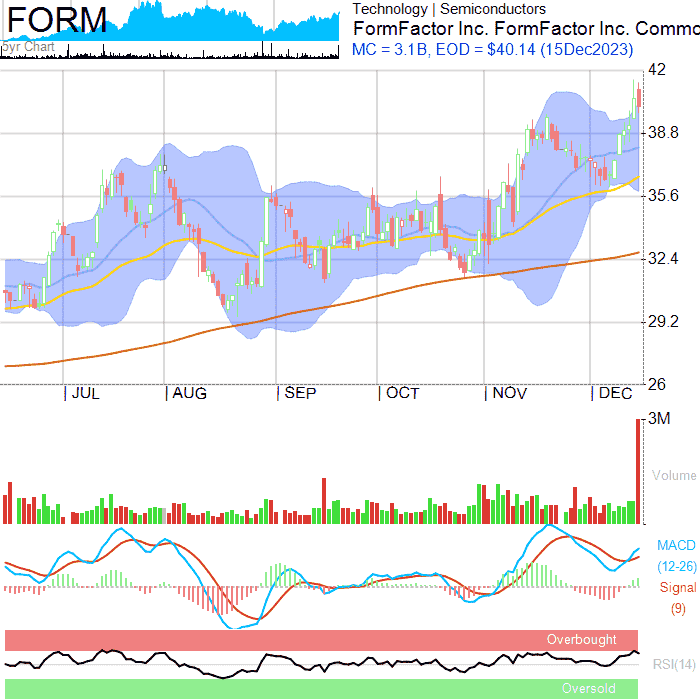 FORM
5yr Chart
Technology | Semiconductors
FormFactor Inc. FormFactor Inc. Commo
MC = 3.1B, EOD = $40.14 (15Dec2023)
42
38.8
35.6
32.4
29.2
26
| JUL | AUG | SEP | OCT | NOV | DEC
3M
Volume
MACD
(12-26)
Signal
(9)
Overbought
RSI(14)
Oversold